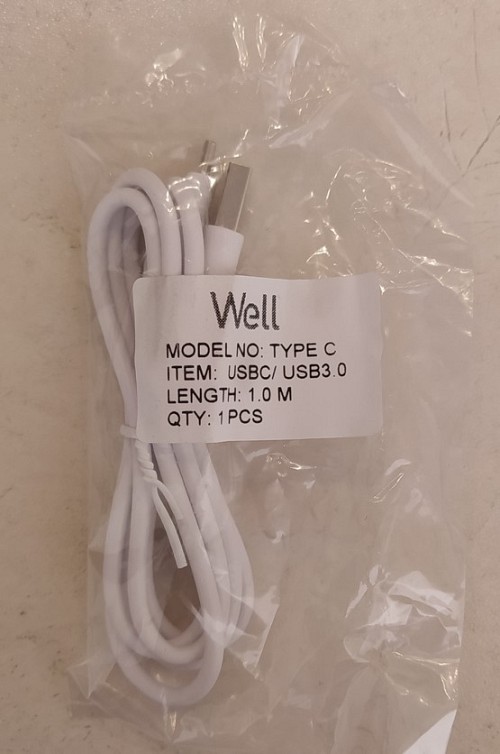 Well
MODEL NO: TYPE C
ITEM: USBC/ USB3.0
LENGTH: 1.0 M
QTY: 1PCS